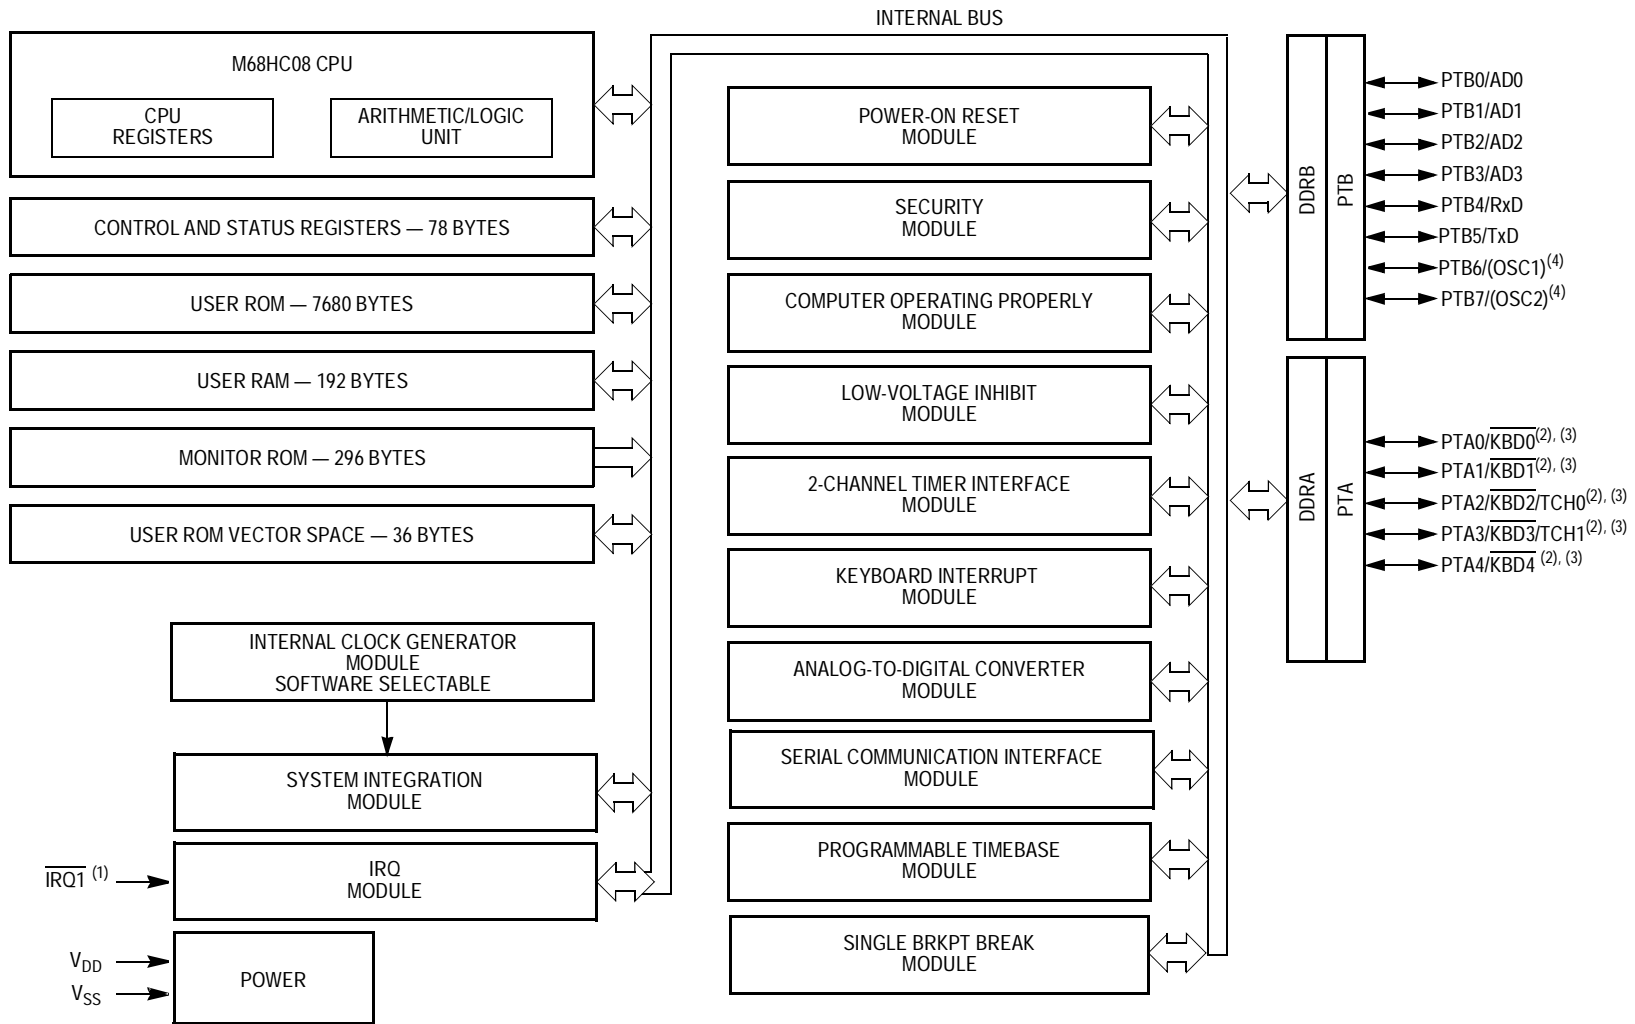 INTERNAL BUS
M68HC08 CPU
CPU
REGISTERS
ARITHMETIC/LOGIC
UNIT
CONTROL AND STATUS REGISTERS — 78 BYTES
USER ROM — 7680 BYTES
USER RAM — 192 BYTES
MONITOR ROM — 296 BYTES
USER ROM VECTOR SPACE — 36 BYTES
INTERNAL CLOCK GENERATOR
MODULE
SOFTWARE SELECTABLE
SYSTEM INTEGRATION
MODULE
IRQ1 (1)
IRQ
MODULE
VDD
VSS
POWER
POWER-ON RESET
MODULE
SECURITY
MODULE
COMPUTER OPERATING PROPERLY
MODULE
LOW-VOLTAGE INHIBIT
MODULE
2-CHANNEL TIMER INTERFACE
MODULE
KEYBOARD INTERRUPT
MODULE
ANALOG-TO-DIGITAL CONVERTER
MODULE
SERIAL COMMUNICATION INTERFACE
MODULE
PROGRAMMABLE TIMEBASE
MODULE
SINGLE BRKPT BREAK
MODULE
DDRB
PTB
PTB0/AD0
PTB1/AD1
PTB2/AD2
PTB3/AD3
PTB4/RxD
PTB5/TxD
PTB6/(OSC1)(4)
PTB7/(OSC2)(4)
DDRA
PTA
PTA0/KBD0(2), (3)
PTA1/KBD1(2), (3)
PTA2/KBD2/TCH0(2), (3)
PTA3/KBD3/TCH1(2), (3)
PTA4/KBD4 (2), (3)